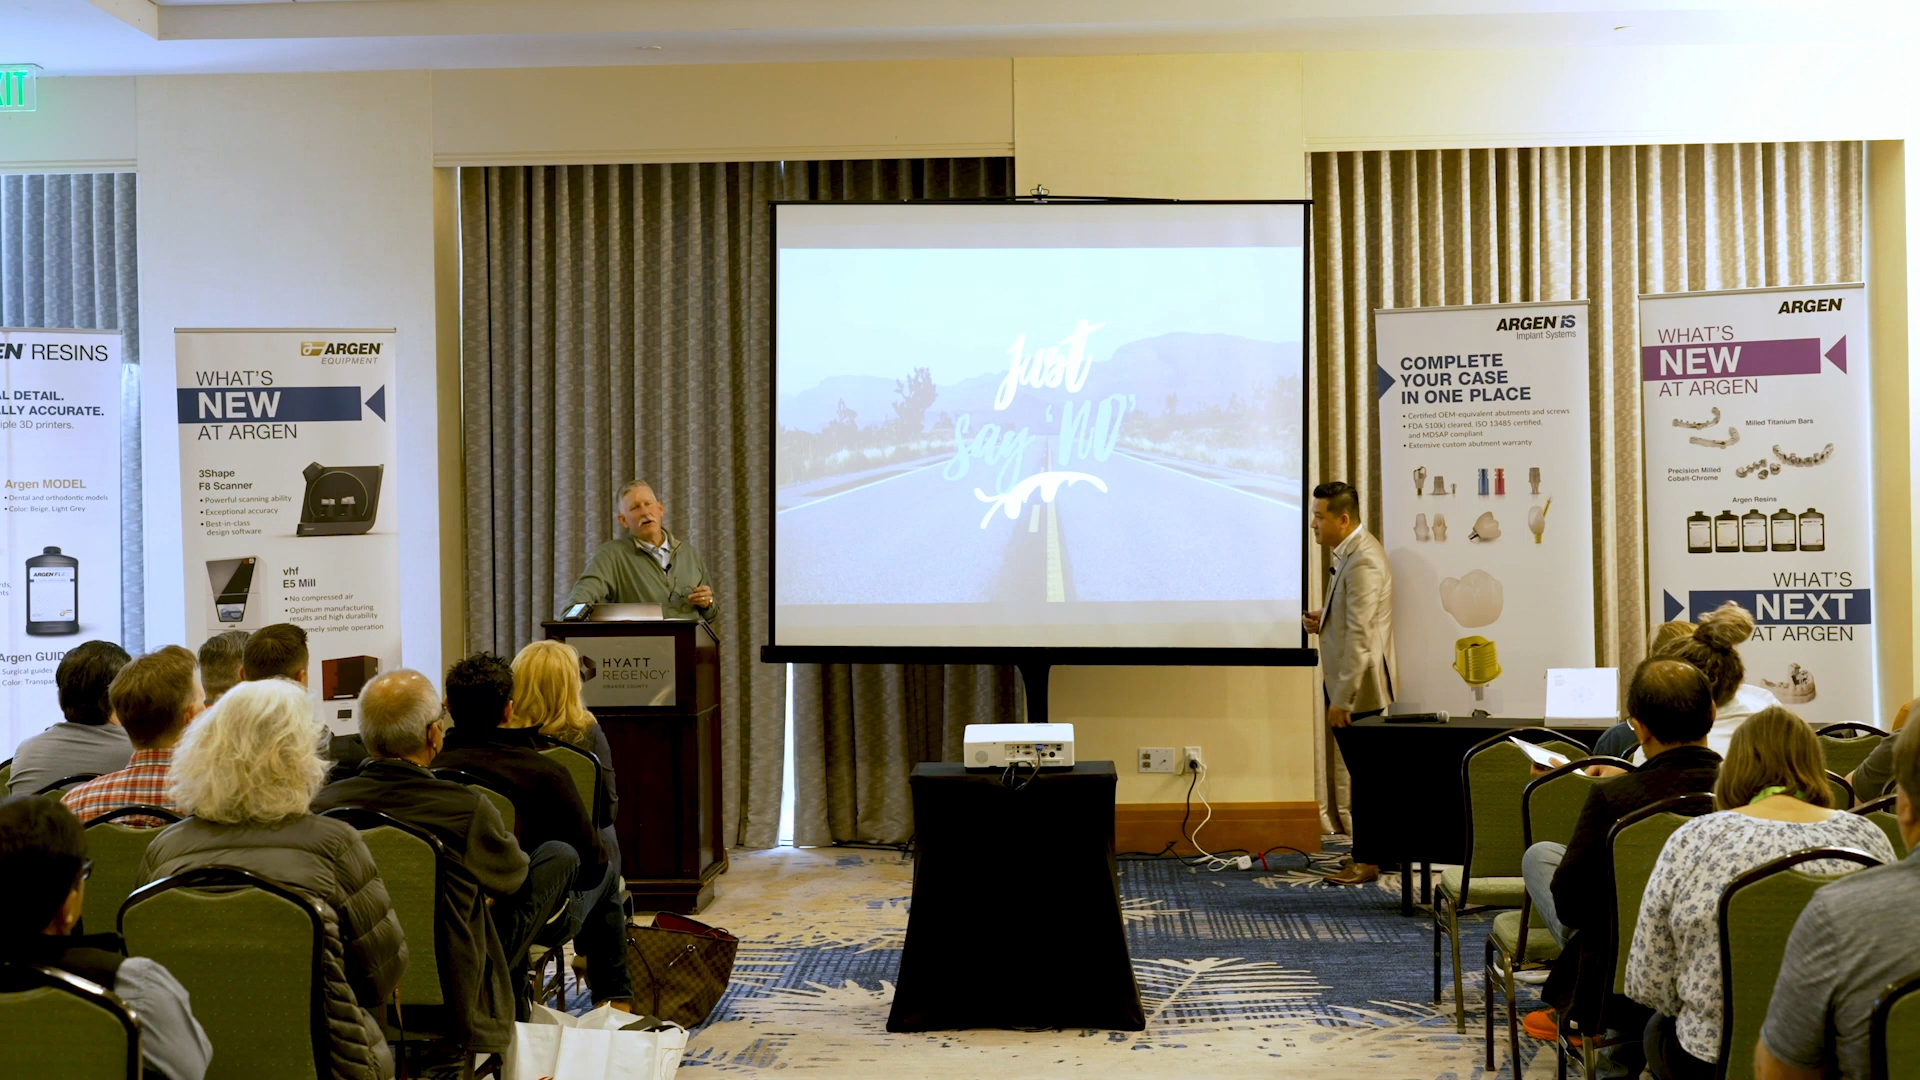 XIT
EN RESINS
L DETAIL.
LLY ACCURATE.
iple 3D printers.
Argen MODEL
• Dental and orthodontic models
• Color: Beige, Light Grey
Argen GUID
Surgical guides
Color: Transpar
ARGEN
EQUIPMENT
WHAT'S
NEW
AT ARGEN
3Shape
F8 Scanner
• Powerful scanning ability
• Exceptional accuracy
• Best-in-class
design software
vhf
E5 Mill
• No compressed air
• Optimum manufacturing
results and high durability
emely simple operation
HYATT
REGENCY
ORANGE COUNTY
Just
say 'NO'
ARGEN IS
Implant Systems
COMPLETE
YOUR CASE
IN ONE PLACE
• Certified OEM-equivalent abutments and screws
• FDA 510(k) cleared, ISO 13485 certified,
and MDSAP compliant
• Extensive custom abutment warranty
ARGEN
WHAT'S
NEW
AT ARGEN
Milled Titanium Bars
Precision Milled
Cobalt-Chrome
Argen Resins
WHAT'S
NEXT
AT ARGEN